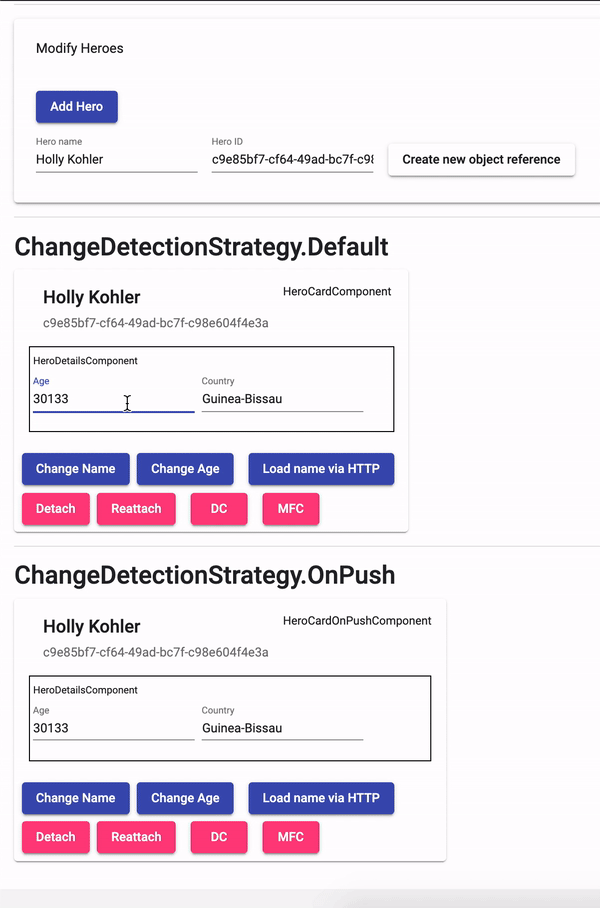 Modify Heroes
Add Hero
Hero name Hero ID
Holly Kohler c9e85bf7-cf64-49ad-bc7f-c98 Create new object reference
ChangeDetectionStrategy.Default
Holly Kohler HeroCardComponent
c9e85bf7-cf64-49ad-bc7f-c98e604f4e3a
HeroDetailsComponent
Age Country
30133 Guinea-Bissau
Change Name Change Age Load name via HTTP
Detach Reattach DC MFC
ChangeDetectionStrategy.OnPush
Holly Kohler HeroCardOnPushComponent
c9e85bf7-cf64-49ad-bc7f-c98e604f4e3a
HeroDetailsComponent
Age Country
30133 Guinea-Bissau
Change Name Change Age Load name via HTTP
Detach Reattach DC MFC